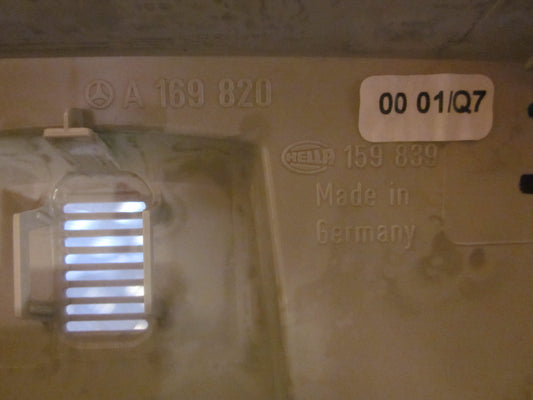 A 169 820
00 01/Q7
HELLA 159 839
Made in
Germany